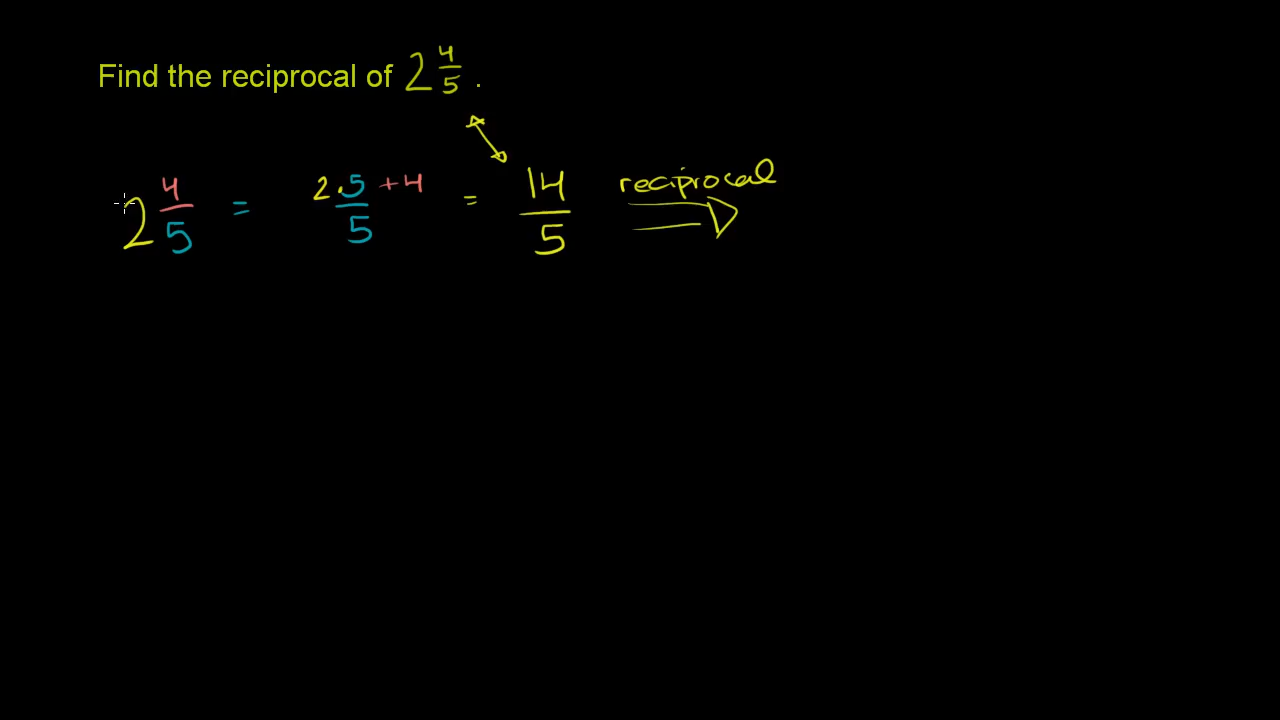 Find the reciprocal of 2 4/5 .
2 4/5 = (2·5+4)/5 = 14/5 reciprocal